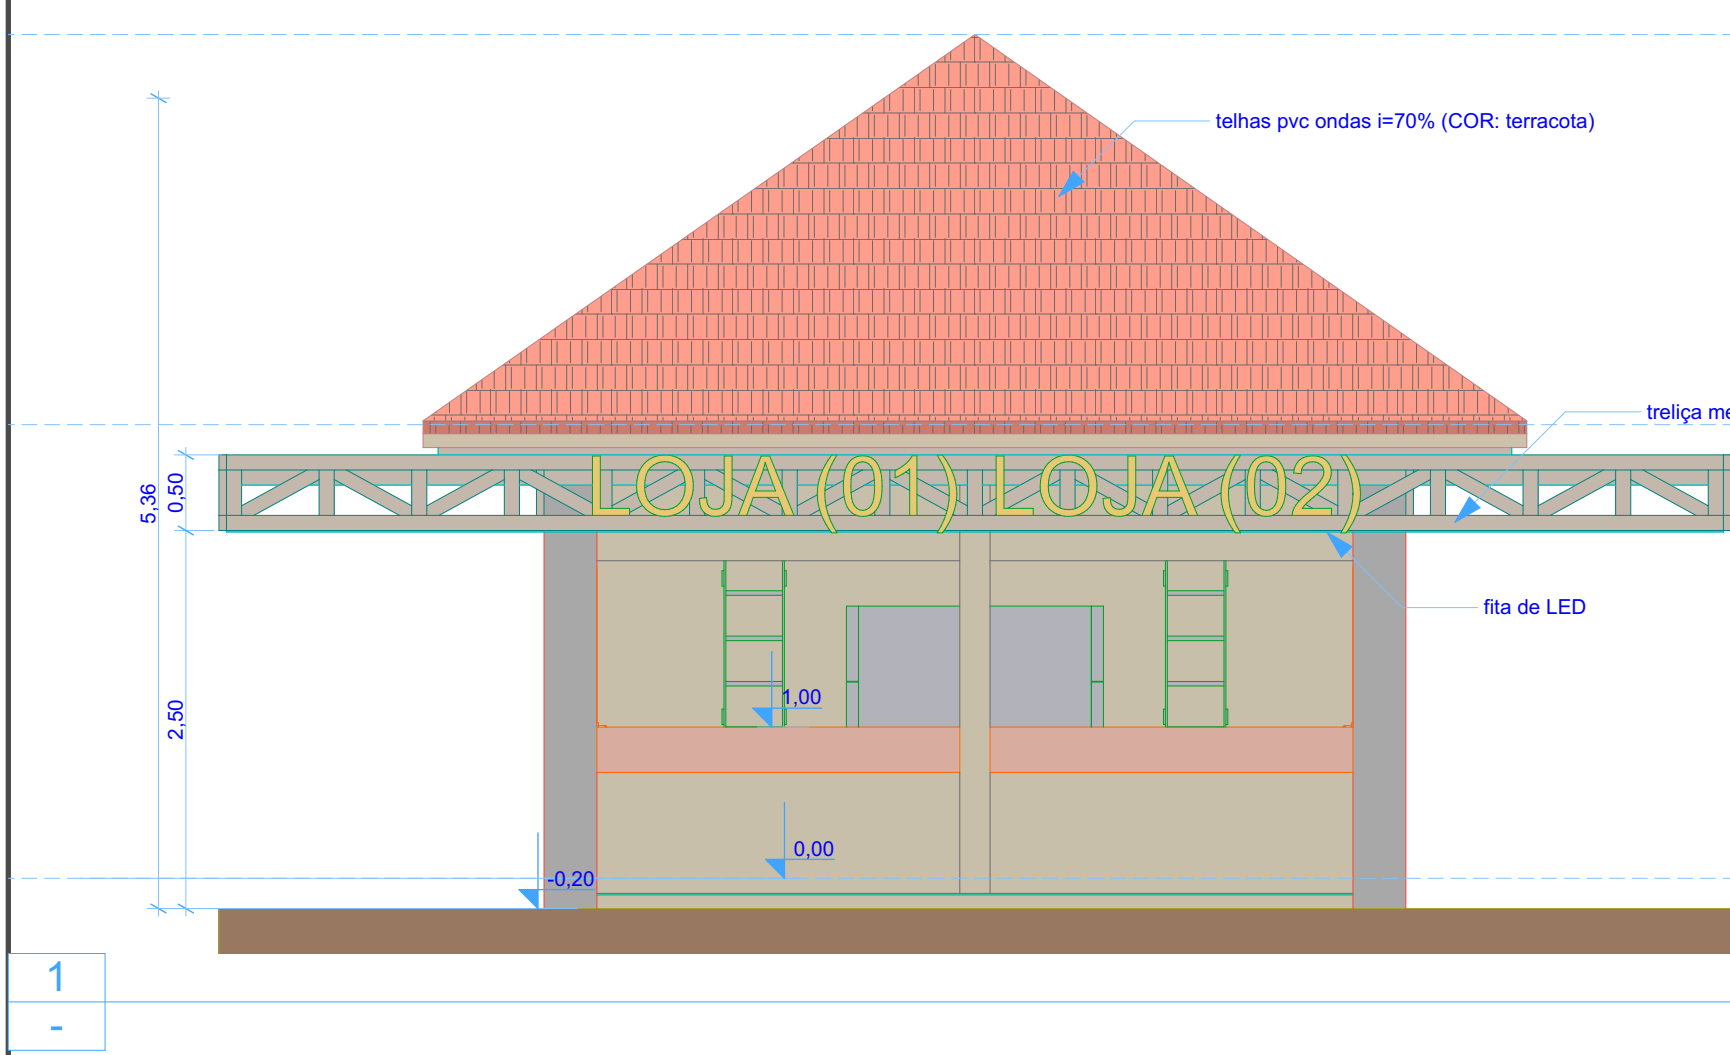 telhas pvc ondas i=70% (COR: terracota)
treliça me
LOJA (01) LOJA (02)
5,36
0,50
fita de LED
1,00
2,50
0,00
-0,20
1
-